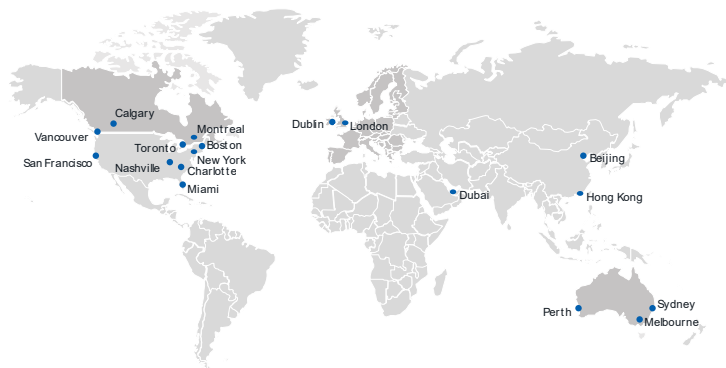 Calgary
Vancouver
Montreal
Toronto
Boston
New York
San Francisco
Nashville
Charlotte
Miami
Dublin
London
Dubai
Beijing
Hong Kong
Perth
Sydney
Melbourne